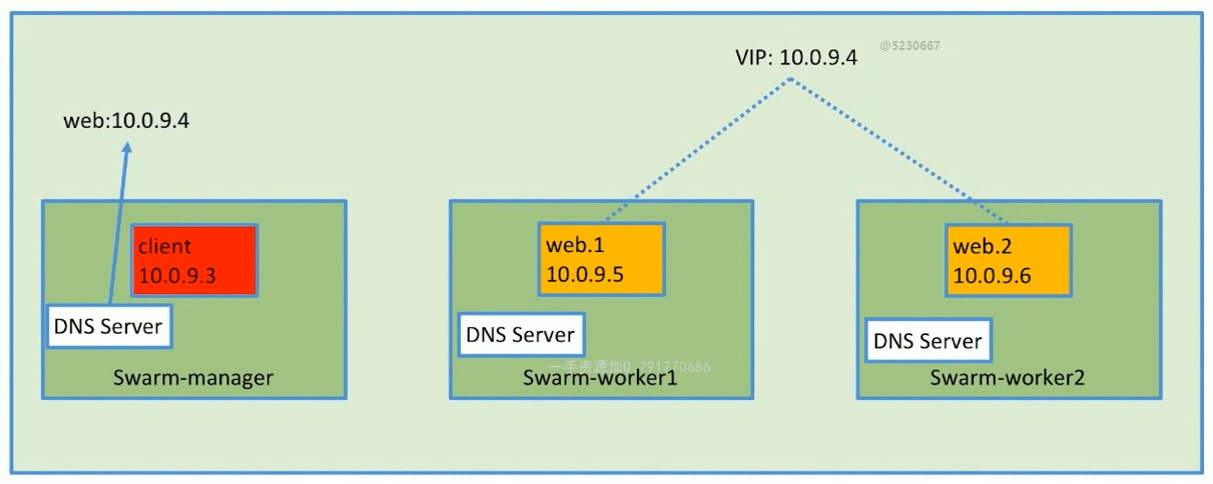 VIP: 10.0.9.4
@5230667
web:10.0.9.4
client
10.0.9.3
DNS Server
Swarm-manager
web.1
10.0.9.5
DNS Server
一手资源加Q 791770686
Swarm-worker1
web.2
10.0.9.6
DNS Server
Swarm-worker2